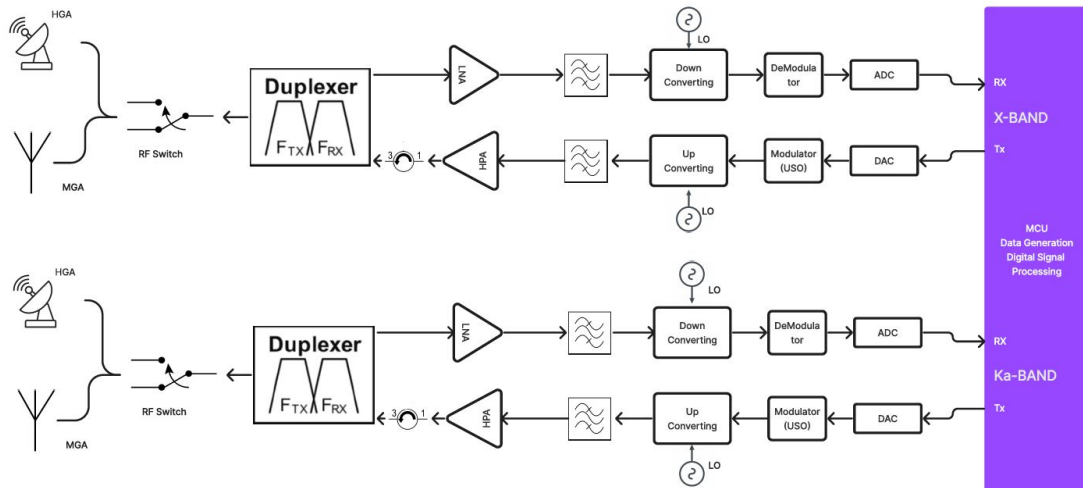 HGA
MGA
RF Switch
Duplexer
FTX FRX
LNA
3 1
HPA
LO
Down
Converting
DeModula
tor
ADC
Up
Converting
LO
Modulator
(USO)
DAC
RX
X-BAND
Tx
MCU
Data Generation
Digital Signal
Processing
HGA
MGA
RF Switch
Duplexer
FTX FRX
LNA
3 1
HPA
LO
Down
Converting
DeModula
tor
ADC
Up
Converting
LO
Modulator
(USO)
DAC
RX
Ka-BAND
Tx